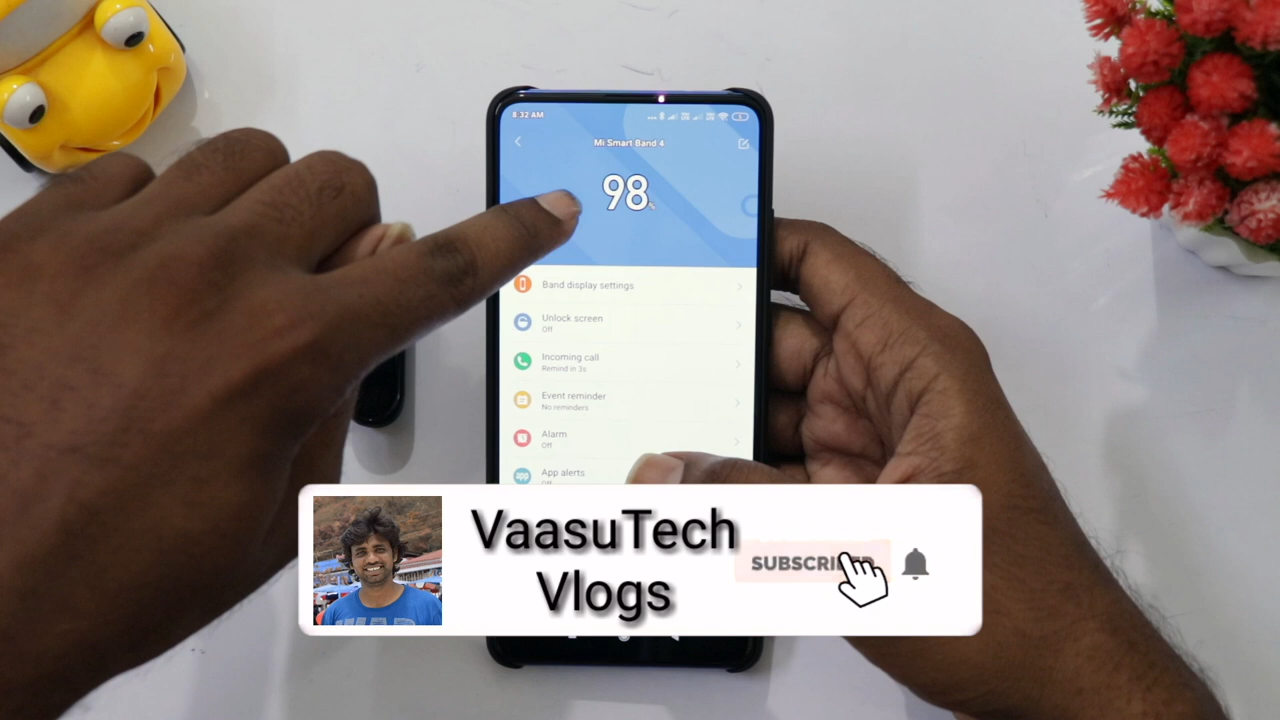 8:32 AM
Mi Smart Band 4
98%
Band display settings
Unlock screen
Off
Incoming call
Remind in 3s
Event reminder
No reminders
Alarm
Off
App alerts
Off
VaasuTech
Vlogs